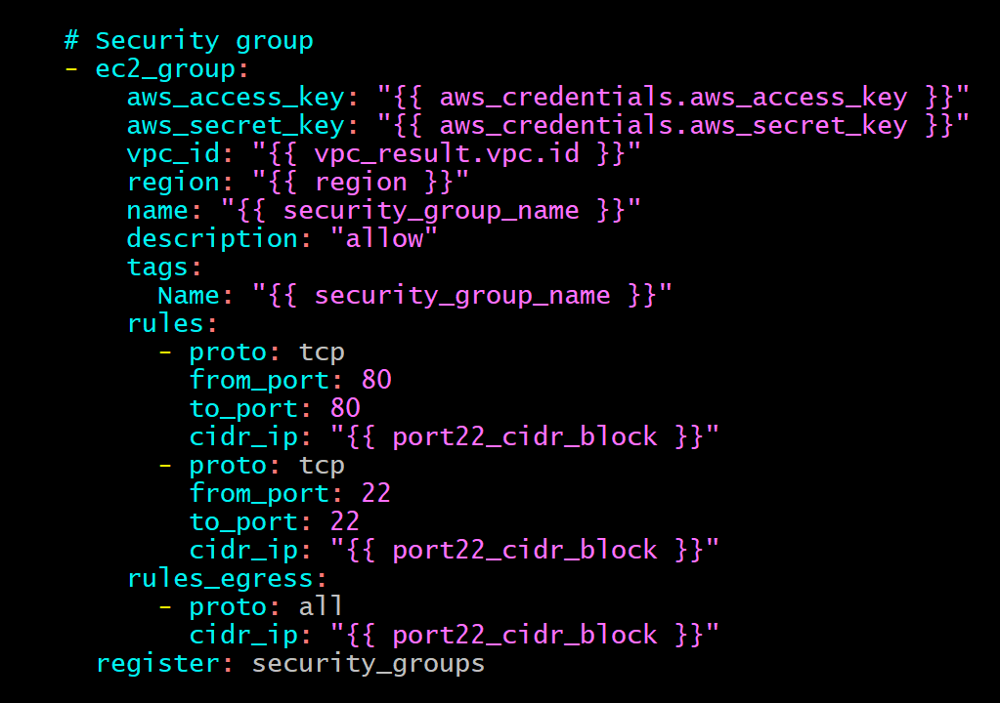 # Security group
- ec2_group:
    aws_access_key: "{{ aws_credentials.aws_access_key }}"
    aws_secret_key: "{{ aws_credentials.aws_secret_key }}"
    vpc_id: "{{ vpc_result.vpc.id }}"
    region: "{{ region }}"
    name: "{{ security_group_name }}"
    description: "allow"
    tags:
      Name: "{{ security_group_name }}"
    rules:
      - proto: tcp
        from_port: 80
        to_port: 80
        cidr_ip: "{{ port22_cidr_block }}"
      - proto: tcp
        from_port: 22
        to_port: 22
        cidr_ip: "{{ port22_cidr_block }}"
    rules_egress:
      - proto: all
        cidr_ip: "{{ port22_cidr_block }}"
  register: security_groups